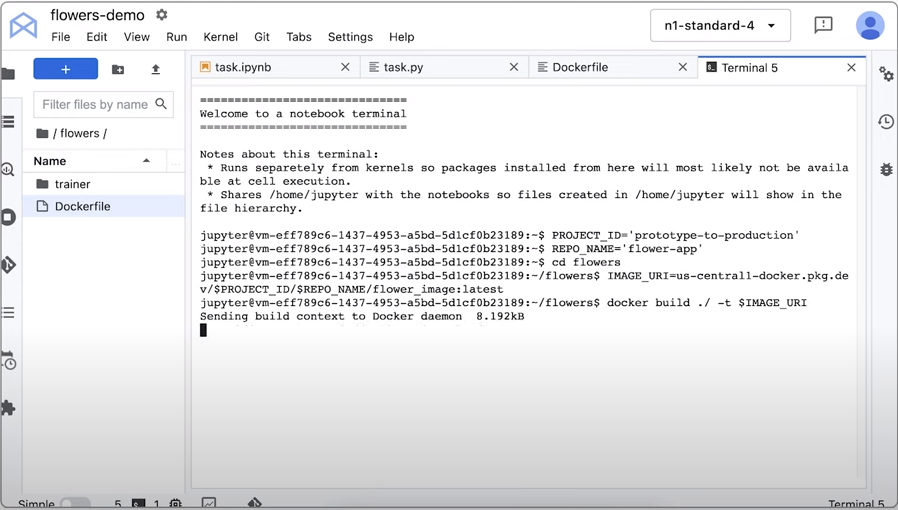 flowers-demo
File Edit View Run Kernel Git Tabs Settings Help
n1-standard-4
+
Filter files by name
/ flowers /
Name
trainer
Dockerfile
task.ipynb
task.py
Dockerfile
Terminal 5
==============================
Welcome to a notebook terminal
==============================
Notes about this terminal:
* Runs separetely from kernels so packages installed from here will most likely not be availa
ble at cell execution.
* Shares /home/jupyter with the notebooks so files created in /home/jupyter will show in the
file hierarchy.
jupyter@vm-eff789c6-1437-4953-a5bd-5d1cf0b23189:~$ PROJECT_ID='prototype-to-production'
jupyter@vm-eff789c6-1437-4953-a5bd-5d1cf0b23189:~$ REPO_NAME='flower-app'
jupyter@vm-eff789c6-1437-4953-a5bd-5d1cf0b23189:~$ cd flowers
jupyter@vm-eff789c6-1437-4953-a5bd-5d1cf0b23189:~/flowers$ IMAGE_URI=us-central1-docker.pkg.de
v/$PROJECT_ID/$REPO_NAME/flower_image:latest
jupyter@vm-eff789c6-1437-4953-a5bd-5d1cf0b23189:~/flowers$ docker build ./ -t $IMAGE_URI
Sending build context to Docker daemon  8.192kB
Simple 5 1 Terminal 5